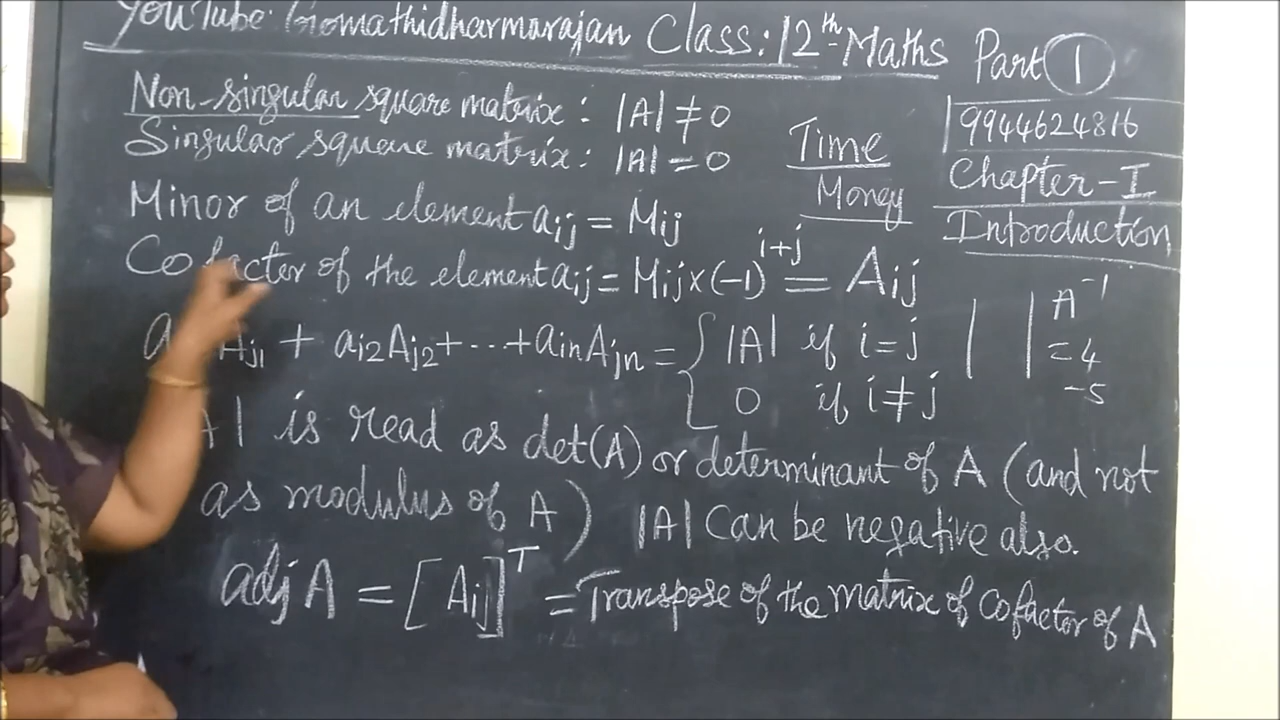 YouTube: Gomathidharmarajan Class: 12th Maths Part 1
Non-singular square matrix : |A| ≠ 0
Singular square matrix : |A| = 0
Time
Money
9944624816
Chapter-I
Introduction
Minor of an element aij = Mij
Cofactor of the element aij = Mij x (-1)^i+j = Aij
Aj1 + ai2Aj2 + ... + ainAjn = { |A| if i = j
0 if i ≠ j
| | A^-1
= 4
-5
A| is read as det(A) or determinant of A (and not
as modulus of A) |A| Can be negative also.
adj A = [Aij]^T = Transpose of the matrix of Cofactor of A